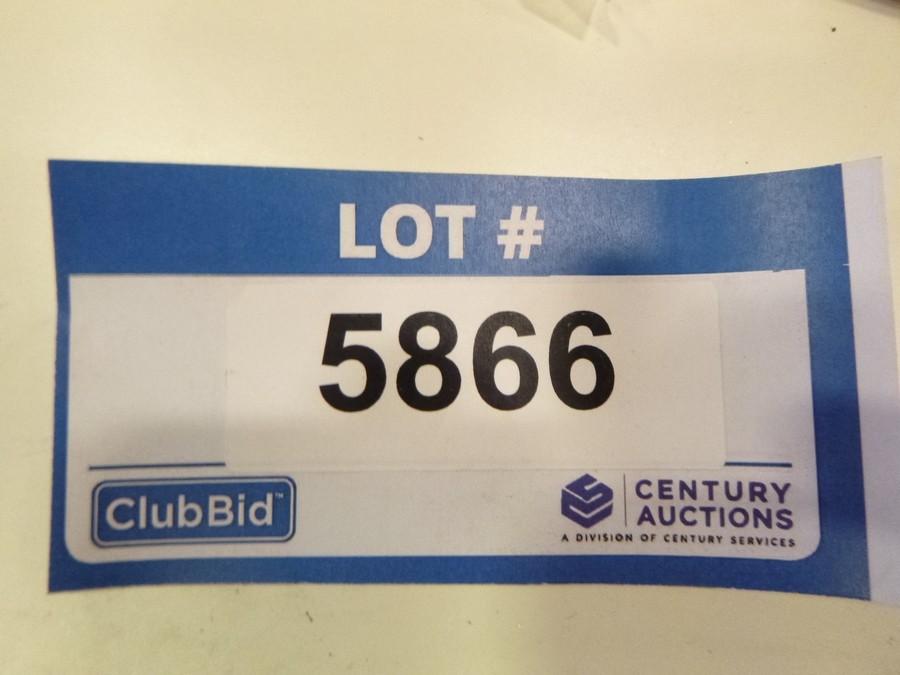 LOT #
5866
ClubBid™
CENTURY
AUCTIONS
A DIVISION OF CENTURY SERVICES